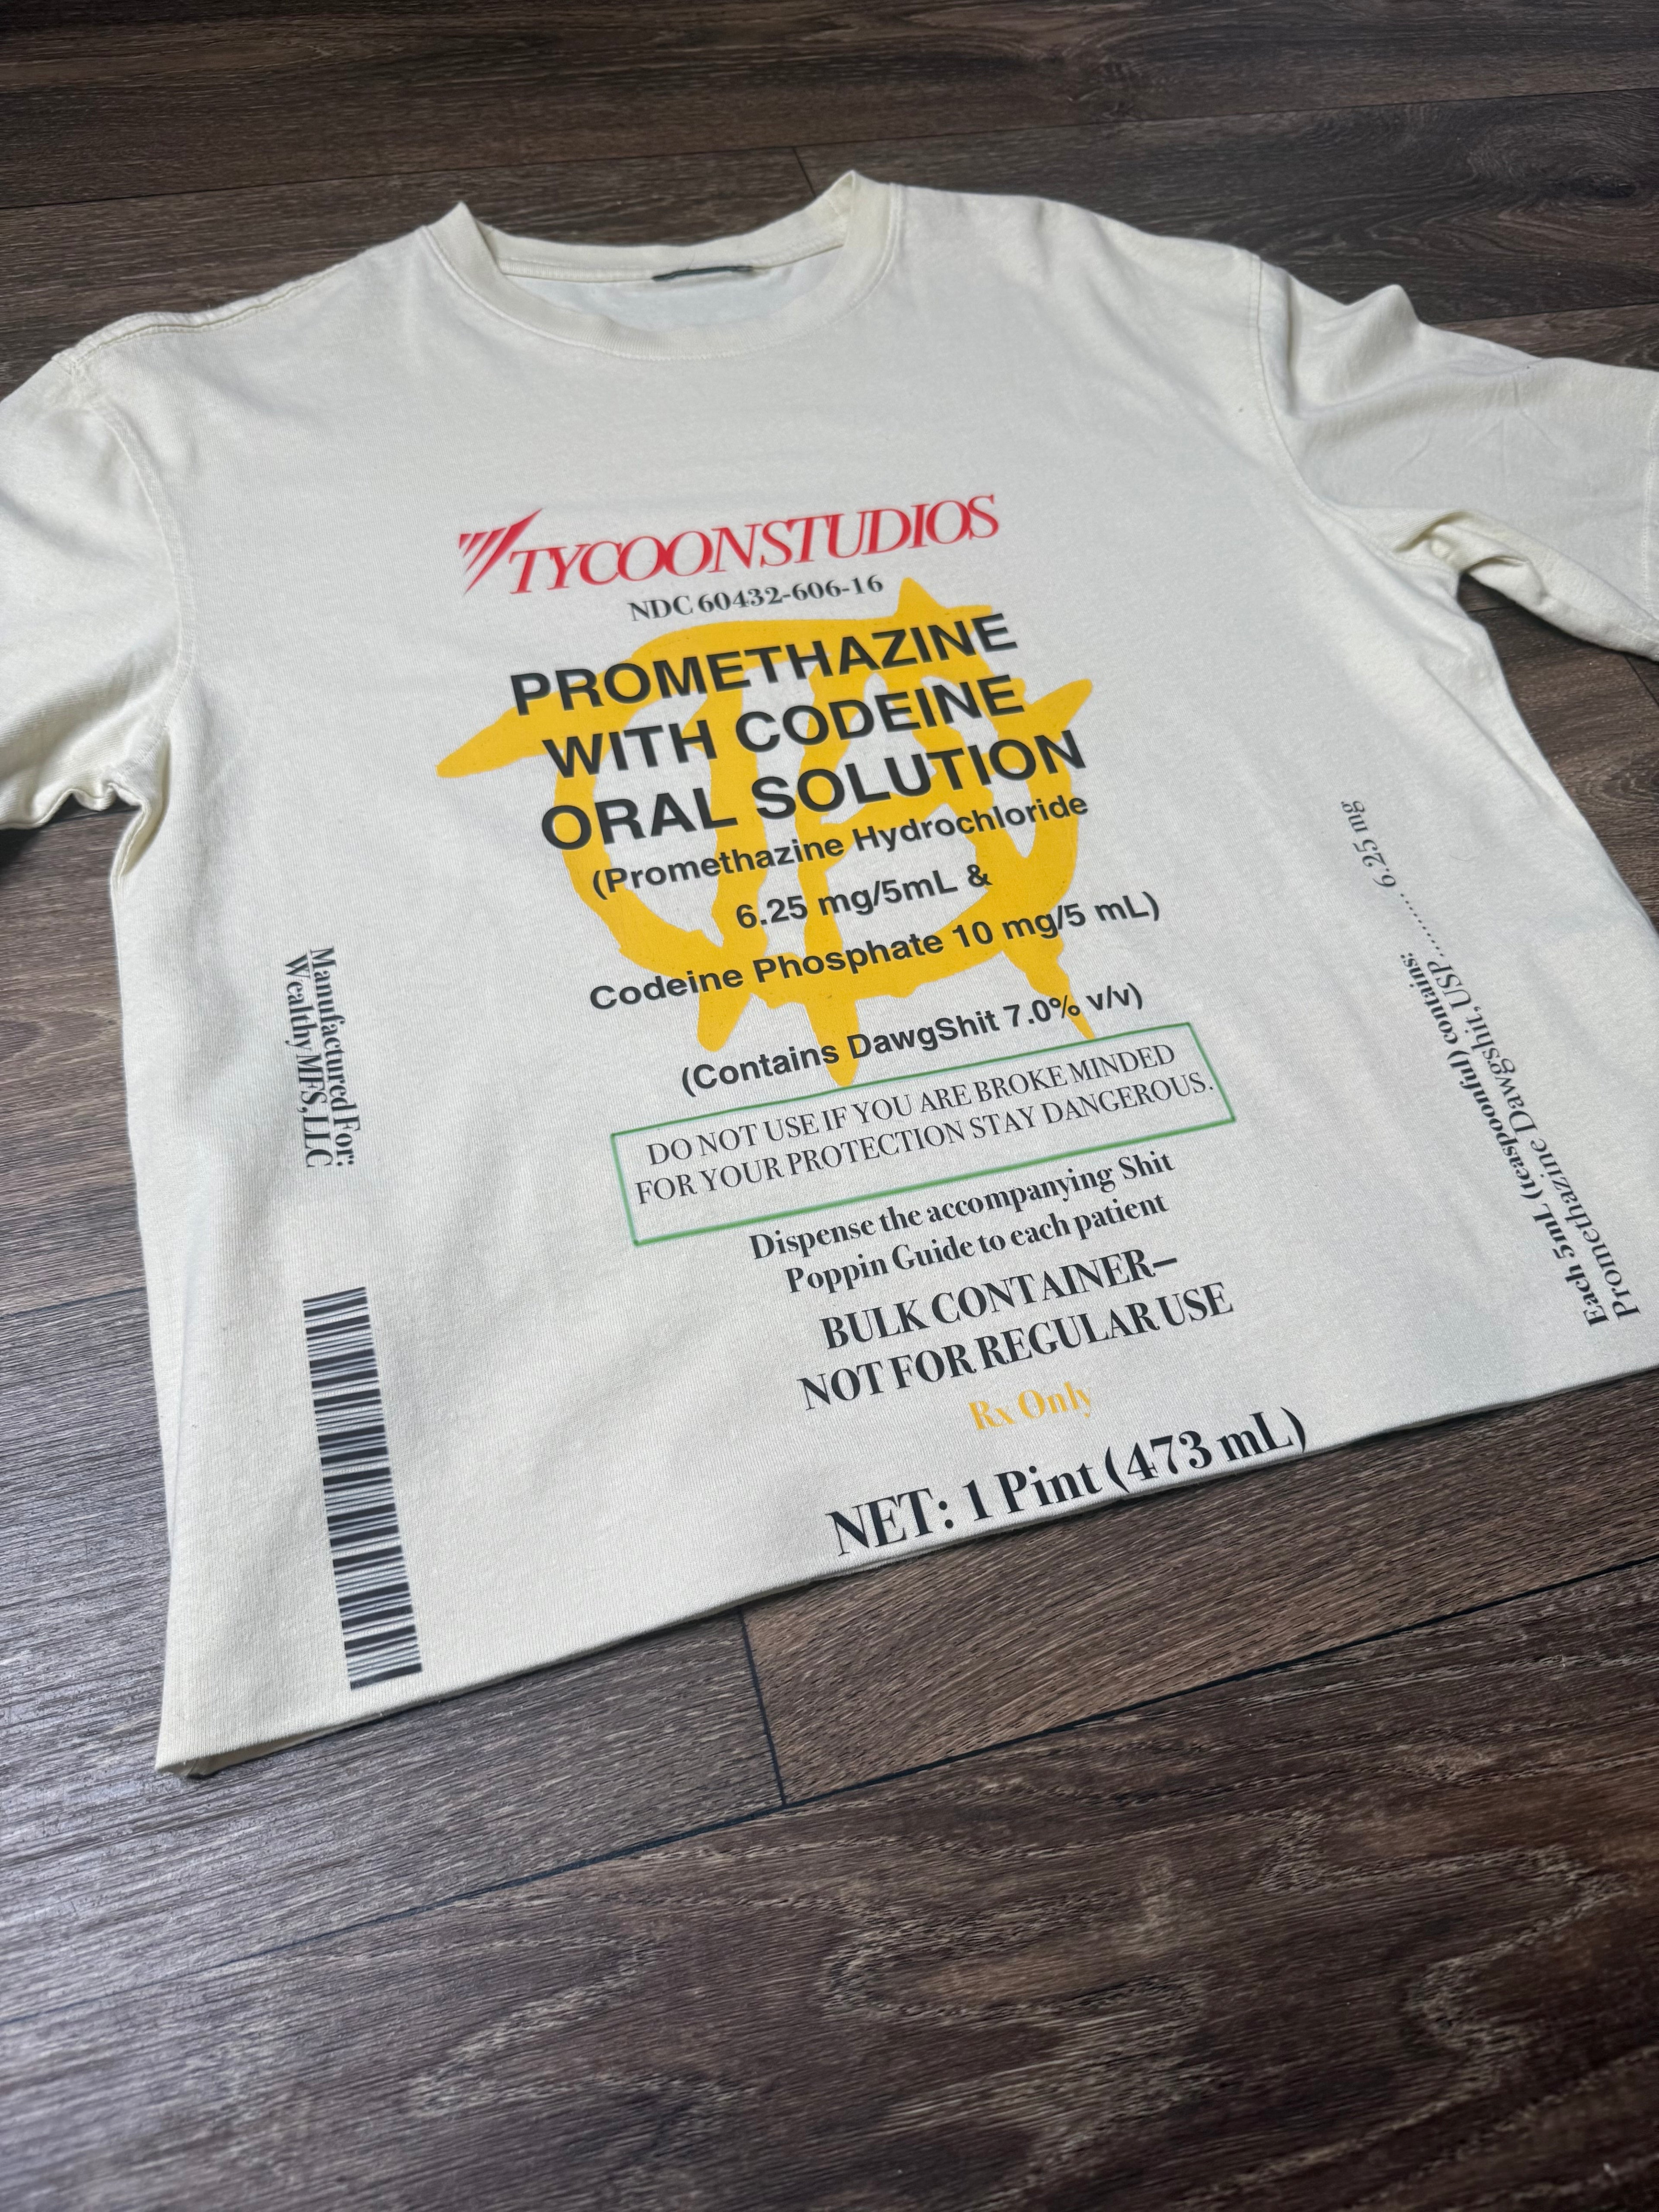 TYCOONSTUDIOS
NDC 60432-606-16
PROMETHAZINE
WITH CODEINE
ORAL SOLUTION
(Promethazine Hydrochloride
6.25 mg/5mL &
Codeine Phosphate 10 mg/5 mL)
(Contains DawgShit 7.0% v/v)
DO NOT USE IF YOU ARE BROKE MINDED
FOR YOUR PROTECTION STAY DANGEROUS.
Dispense the accompanying Shit
Poppin Guide to each patient
BULK CONTAINER–
NOT FOR REGULAR USE
Rx Only
NET: 1 Pint (473 mL)
Manufactured For:
Wealthy MFS, LLC
Each 5mL (teaspoonful) contains:
Promethazine Dawgshit, USP.......... 6.25 mg